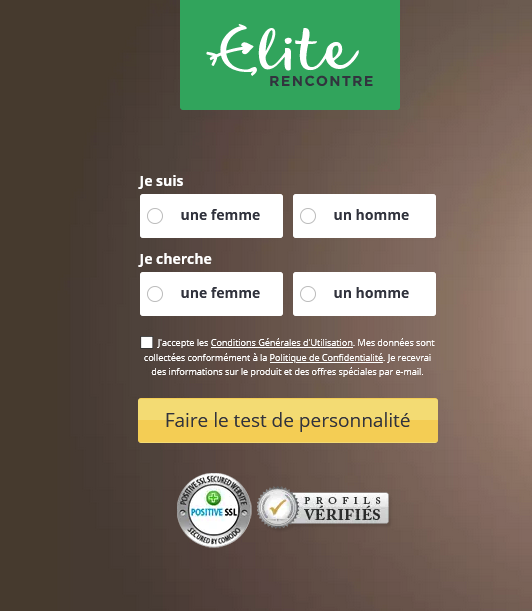 Elite
RENCONTRE
Je suis
une femme
un homme
Je cherche
une femme
un homme
J'accepte les Conditions Générales d'Utilisation. Mes données sont
collectées conformément à la Politique de Confidentialité. Je recevrai
des informations sur le produit et des offres spéciales par e-mail.
Faire le test de personnalité
POSITIVE SSL SECURED WEBSITE
POSITIVE SSL
SECURED BY COMODO
PROFILS
VÉRIFIÉS